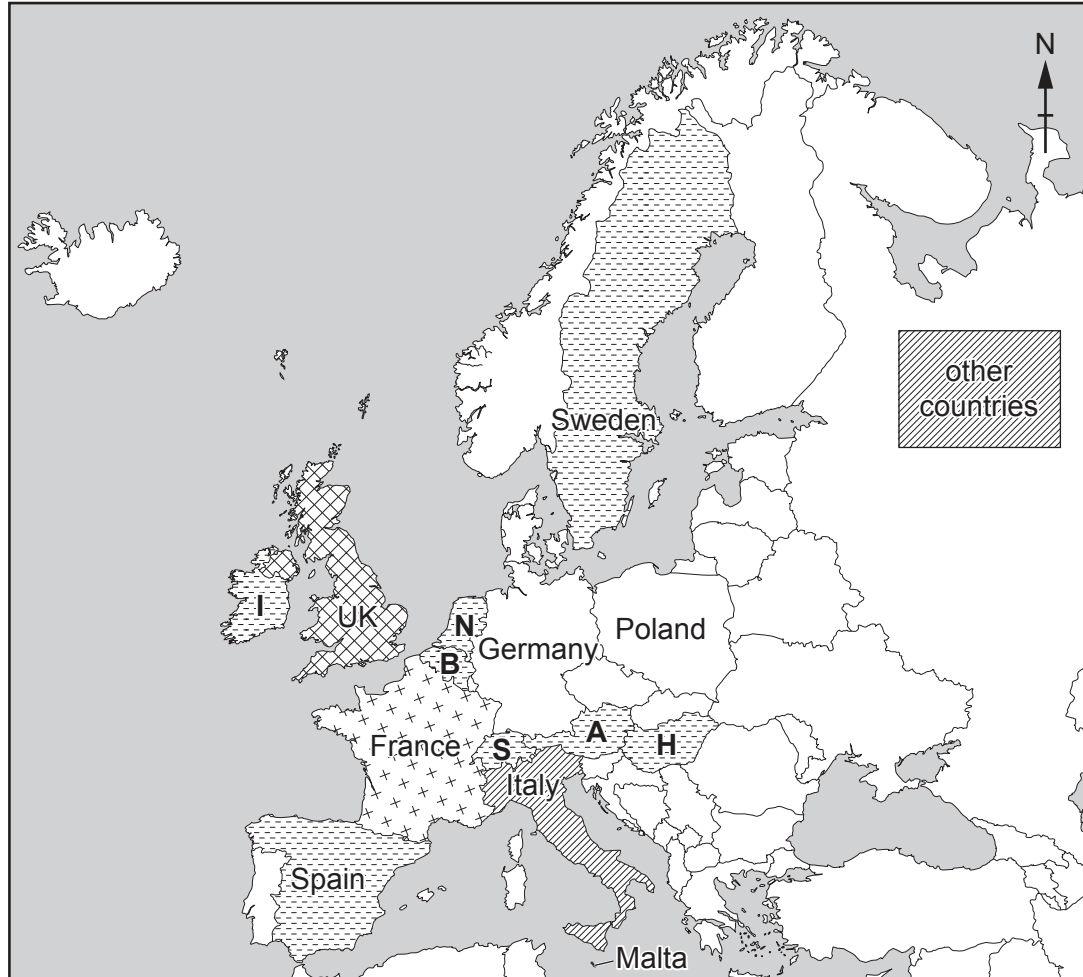 N
other
countries
Sweden
I
UK
N
B
Germany
Poland
France
S
A
H
Italy
Spain
Malta